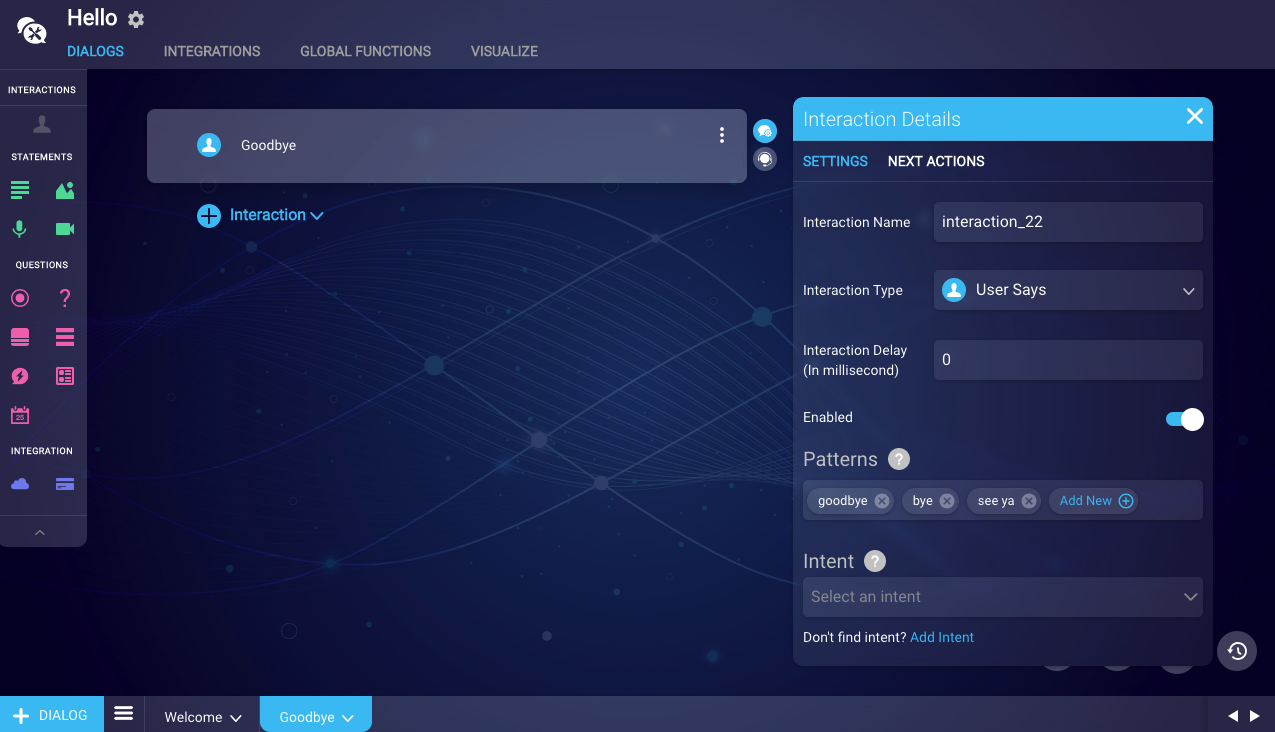 Hello
DIALOGS INTEGRATIONS GLOBAL FUNCTIONS VISUALIZE
INTERACTIONS
STATEMENTS
QUESTIONS
25
INTEGRATION
Goodbye
Interaction
Interaction Details
SETTINGS NEXT ACTIONS
Interaction Name interaction_22
Interaction Type User Says
Interaction Delay
(In millisecond) 0
Enabled
Patterns ?
goodbye bye see ya Add New
Intent ?
Select an intent
Don't find intent? Add Intent
DIALOG Welcome Goodbye